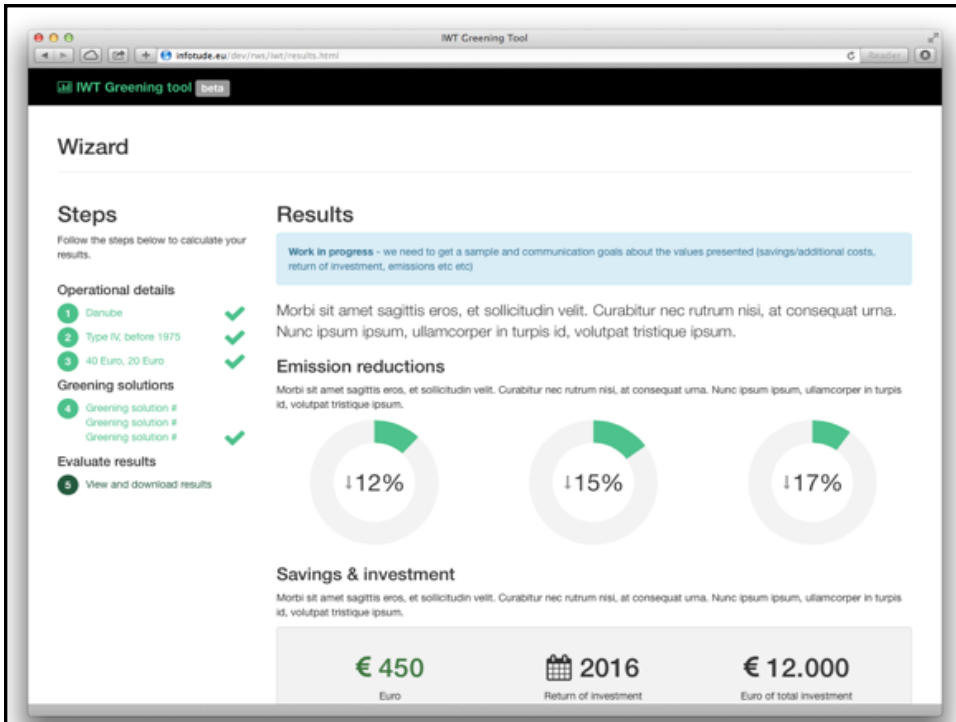 IWT Greening Tool
infotude.eu/dev/rws/iwt/results.html
Reader
IWT Greening tool beta
Wizard
Steps
Follow the steps below to calculate your
results.
Operational details
1 Danube
2 Type IV, before 1975
3 40 Euro, 20 Euro
Greening solutions
4 Greening solution #
Greening solution #
Greening solution #
Evaluate results
5 View and download results
Results
Work in progress - we need to get a sample and communication goals about the values presented (savings/additional costs,
return of investment, emissions etc etc)
Morbi sit amet sagittis eros, et sollicitudin velit. Curabitur nec rutrum nisi, at consequat urna.
Nunc ipsum ipsum, ullamcorper in turpis id, volutpat tristique ipsum.
Emission reductions
Morbi sit amet sagittis eros, et sollicitudin velit. Curabitur nec rutrum nisi, at consequat urna. Nunc ipsum ipsum, ullamcorper in turpis
id, volutpat tristique ipsum.
↓12% ↓15% ↓17%
Savings & investment
Morbi sit amet sagittis eros, et sollicitudin velit. Curabitur nec rutrum nisi, at consequat urna. Nunc ipsum ipsum, ullamcorper in turpis
id, volutpat tristique ipsum.
€ 450 2016 € 12.000
Euro Return of investment Euro of total investment